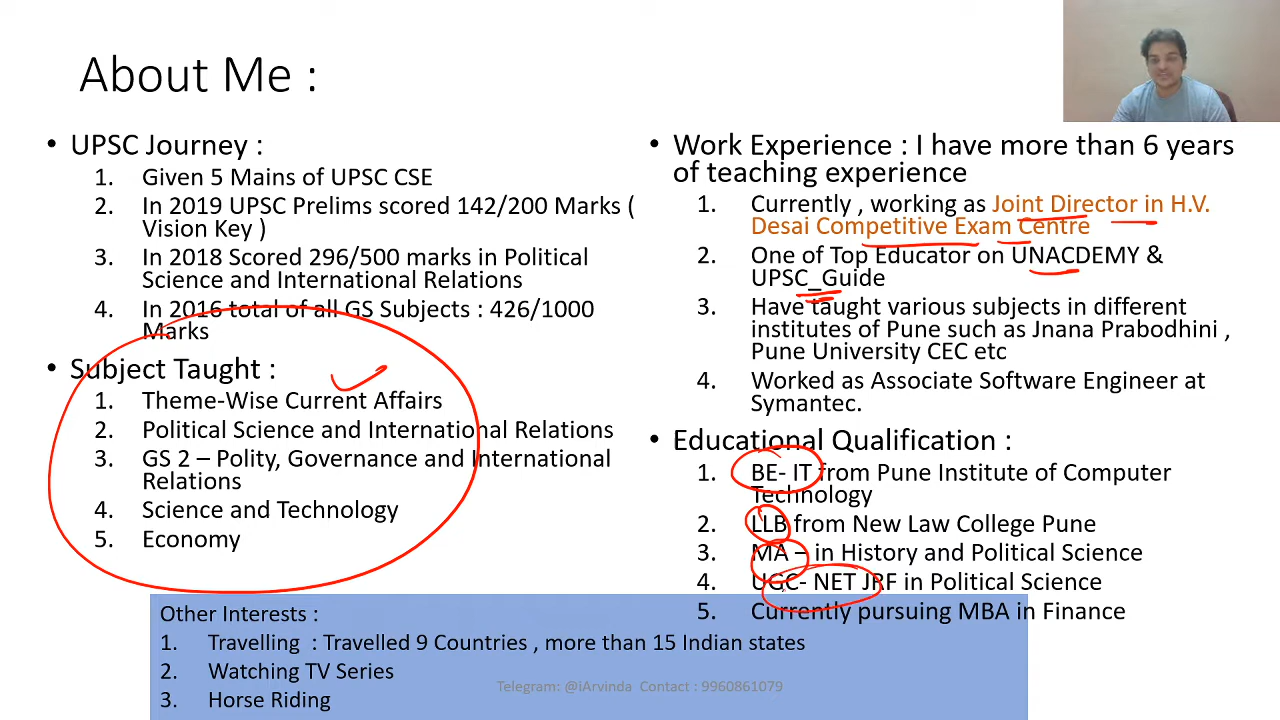 About Me :
• UPSC Journey :
1. Given 5 Mains of UPSC CSE
2. In 2019 UPSC Prelims scored 142/200 Marks (
Vision Key )
3. In 2018 Scored 296/500 marks in Political
Science and International Relations
4. In 2016 total of all GS Subjects : 426/1000
Marks
• Subject Taught :
1. Theme-Wise Current Affairs
2. Political Science and International Relations
3. GS 2 – Polity, Governance and International
Relations
4. Science and Technology
5. Economy
• Work Experience : I have more than 6 years
of teaching experience
1. Currently , working as Joint Director in H.V.
Desai Competitive Exam Centre
2. One of Top Educator on UNACDEMY &
UPSC_Guide
3. Have taught various subjects in different
institutes of Pune such as Jnana Prabodhini ,
Pune University CEC etc
4. Worked as Associate Software Engineer at
Symantec.
• Educational Qualification :
1. BE- IT from Pune Institute of Computer
Technology
2. LLB from New Law College Pune
3. MA – in History and Political Science
4. UGC- NET JRF in Political Science
5. Currently pursuing MBA in Finance
Other Interests :
1. Travelling : Travelled 9 Countries , more than 15 Indian states
2. Watching TV Series
3. Horse Riding
Telegram: @iArvinda Contact : 9960861079